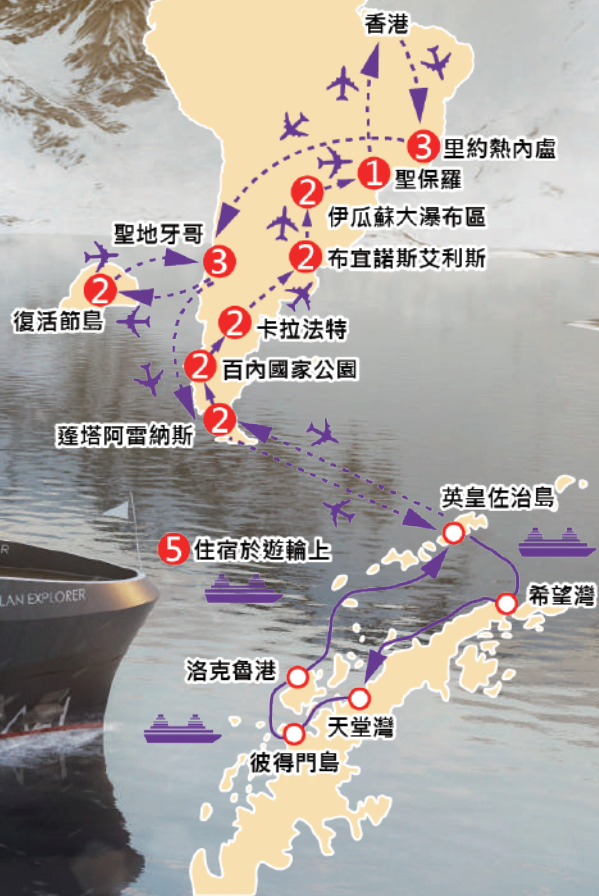 香港
3 里約熱內盧
1 聖保羅
2 伊瓜蘇大瀑布區
聖地牙哥 3
2 布宜諾斯艾利斯
2 復活節島
2 卡拉法特
2 百內國家公園
2 蓬塔阿雷納斯
英皇佐治島
5 住宿於遊輪上
希望灣
LAN EXPLORER
洛克魯港
天堂灣
彼得門島